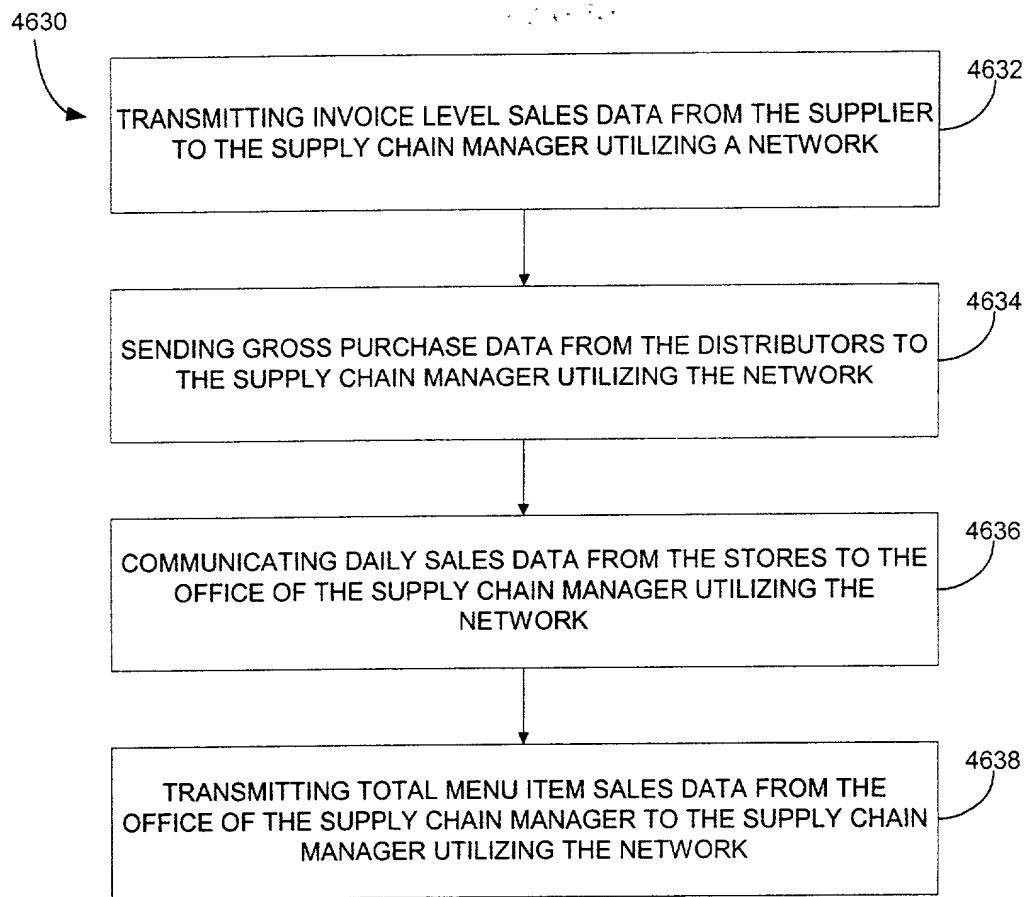 4630
4632
TRANSMITTING INVOICE LEVEL SALES DATA FROM THE SUPPLIER
TO THE SUPPLY CHAIN MANAGER UTILIZING A NETWORK
4634
SENDING GROSS PURCHASE DATA FROM THE DISTRIBUTORS TO
THE SUPPLY CHAIN MANAGER UTILIZING THE NETWORK
4636
COMMUNICATING DAILY SALES DATA FROM THE STORES TO THE
OFFICE OF THE SUPPLY CHAIN MANAGER UTILIZING THE
NETWORK
4638
TRANSMITTING TOTAL MENU ITEM SALES DATA FROM THE
OFFICE OF THE SUPPLY CHAIN MANAGER TO THE SUPPLY CHAIN
MANAGER UTILIZING THE NETWORK